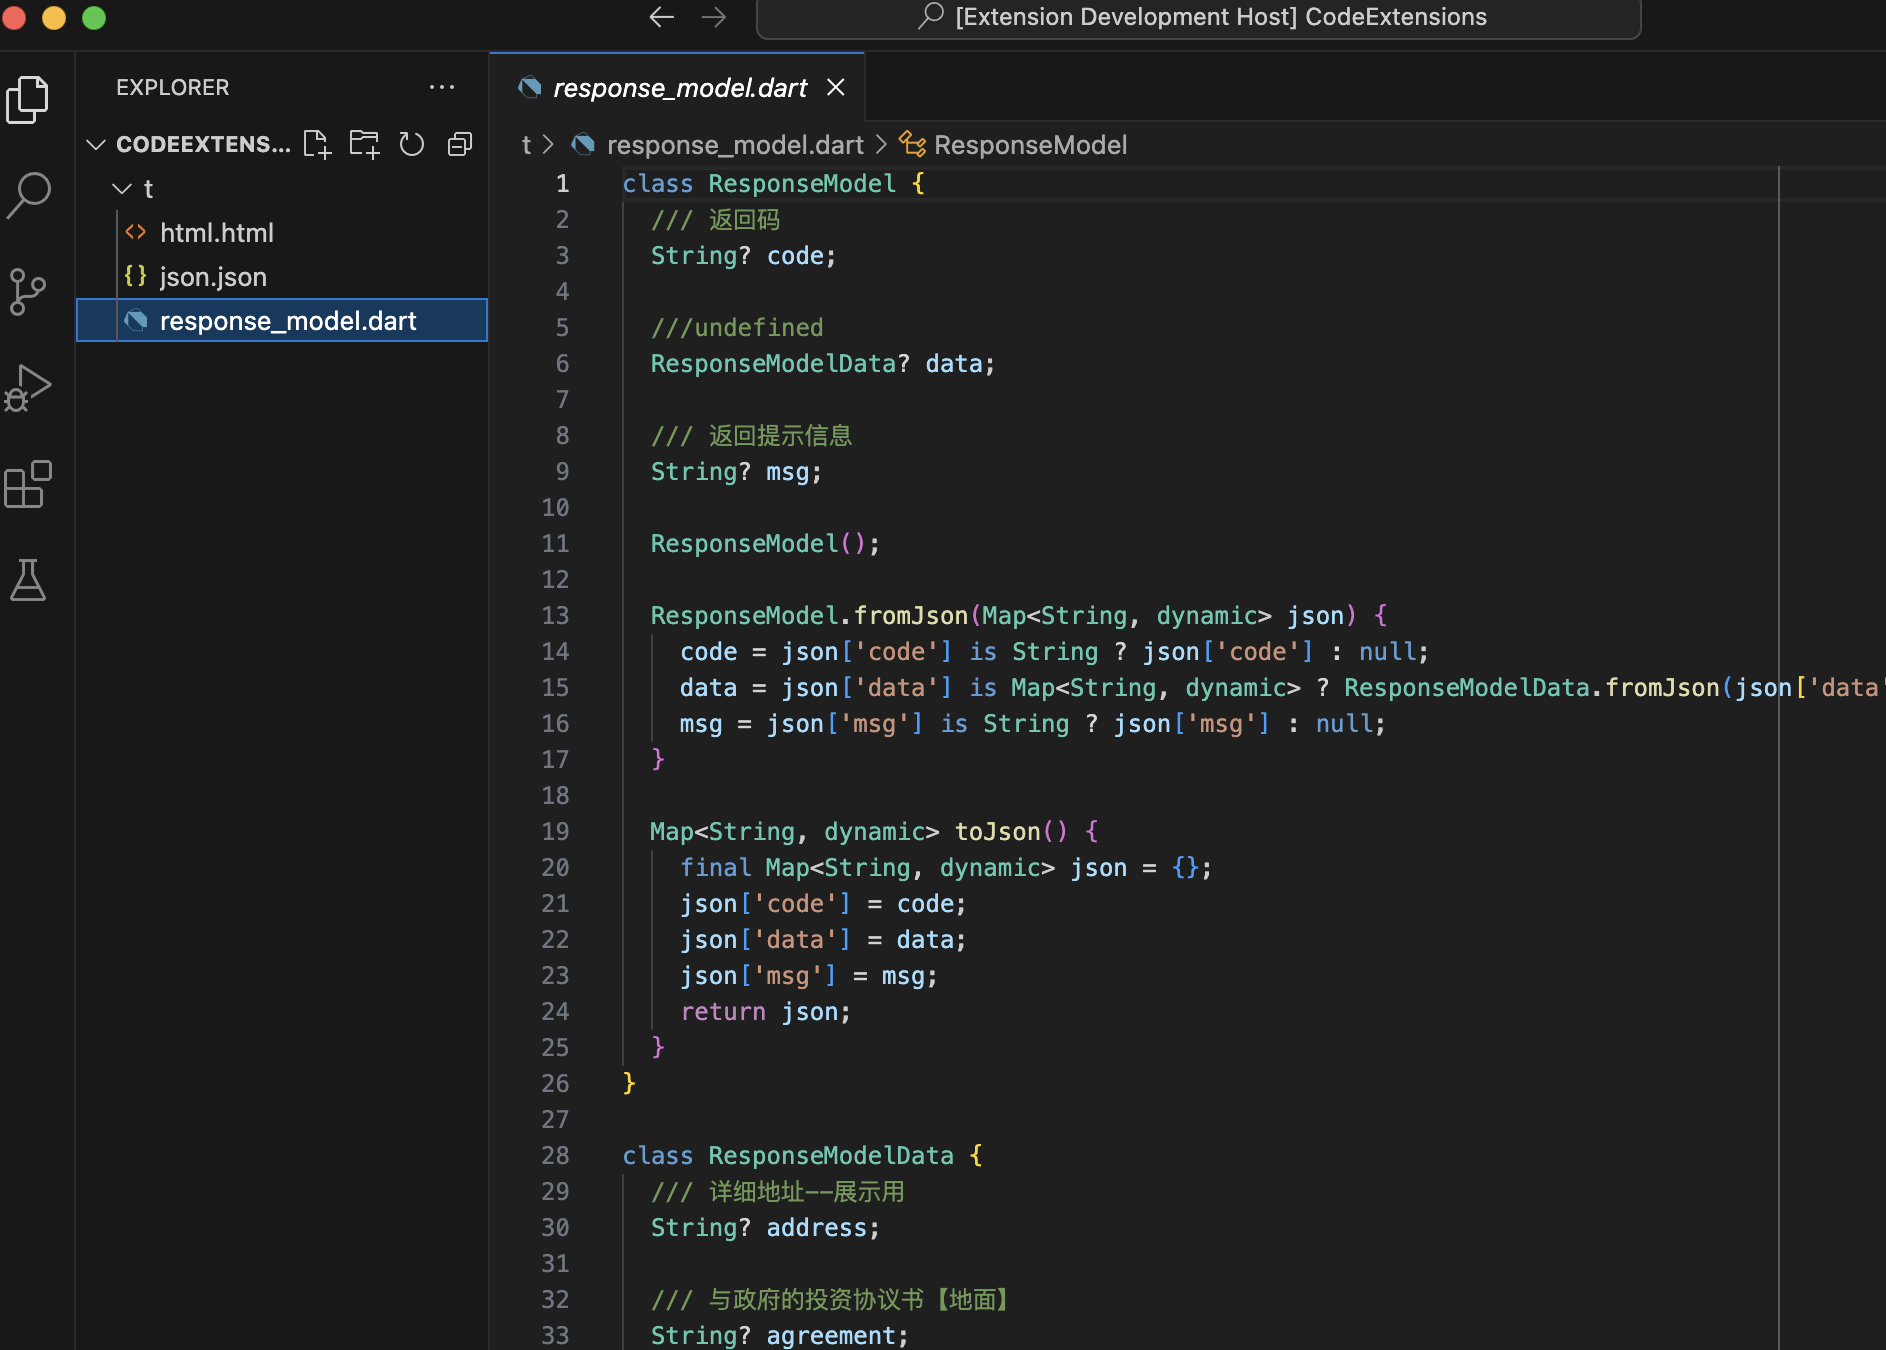 [Extension Development Host] CodeExtensions
EXPLORER
CODEEXTENS...
t
html.html
json.json
response_model.dart
response_model.dart
t > response_model.dart > ResponseModel
1 class ResponseModel {
2   /// 返回码
3   String? code;
4
5   ///undefined
6   ResponseModelData? data;
7
8   /// 返回提示信息
9   String? msg;
10
11   ResponseModel();
12
13   ResponseModel.fromJson(Map<String, dynamic> json) {
14     code = json['code'] is String ? json['code'] : null;
15     data = json['data'] is Map<String, dynamic> ? ResponseModelData.fromJson(json['data'
16     msg = json['msg'] is String ? json['msg'] : null;
17   }
18
19   Map<String, dynamic> toJson() {
20     final Map<String, dynamic> json = {};
21     json['code'] = code;
22     json['data'] = data;
23     json['msg'] = msg;
24     return json;
25   }
26 }
27
28 class ResponseModelData {
29   /// 详细地址--展示用
30   String? address;
31
32   /// 与政府的投资协议书【地面】
33   String? agreement;